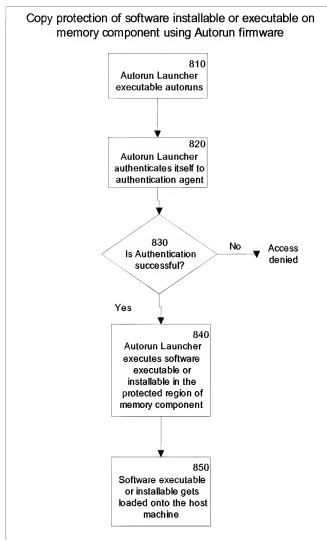 Copy protection of software installable or executable on
memory component using Autorun firmware
810
Autorun Launcher
executable autoruns
820
Autorun Launcher
authenticates itself to
authentication agent
830
Is Authentication
successful?
No
Access
denied
Yes
840
Autorun Launcher
executes software
executable or
installable in the
protected region of
memory component
850
Software executable
or installable gets
loaded onto the host
machine